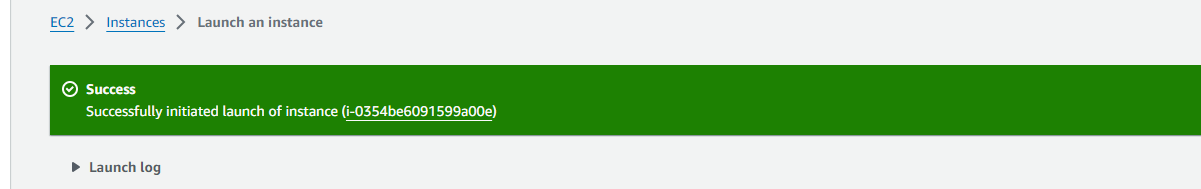 EC2 > Instances > Launch an instance
Success
Successfully initiated launch of instance (i-0354be6091599a00e)
Launch log